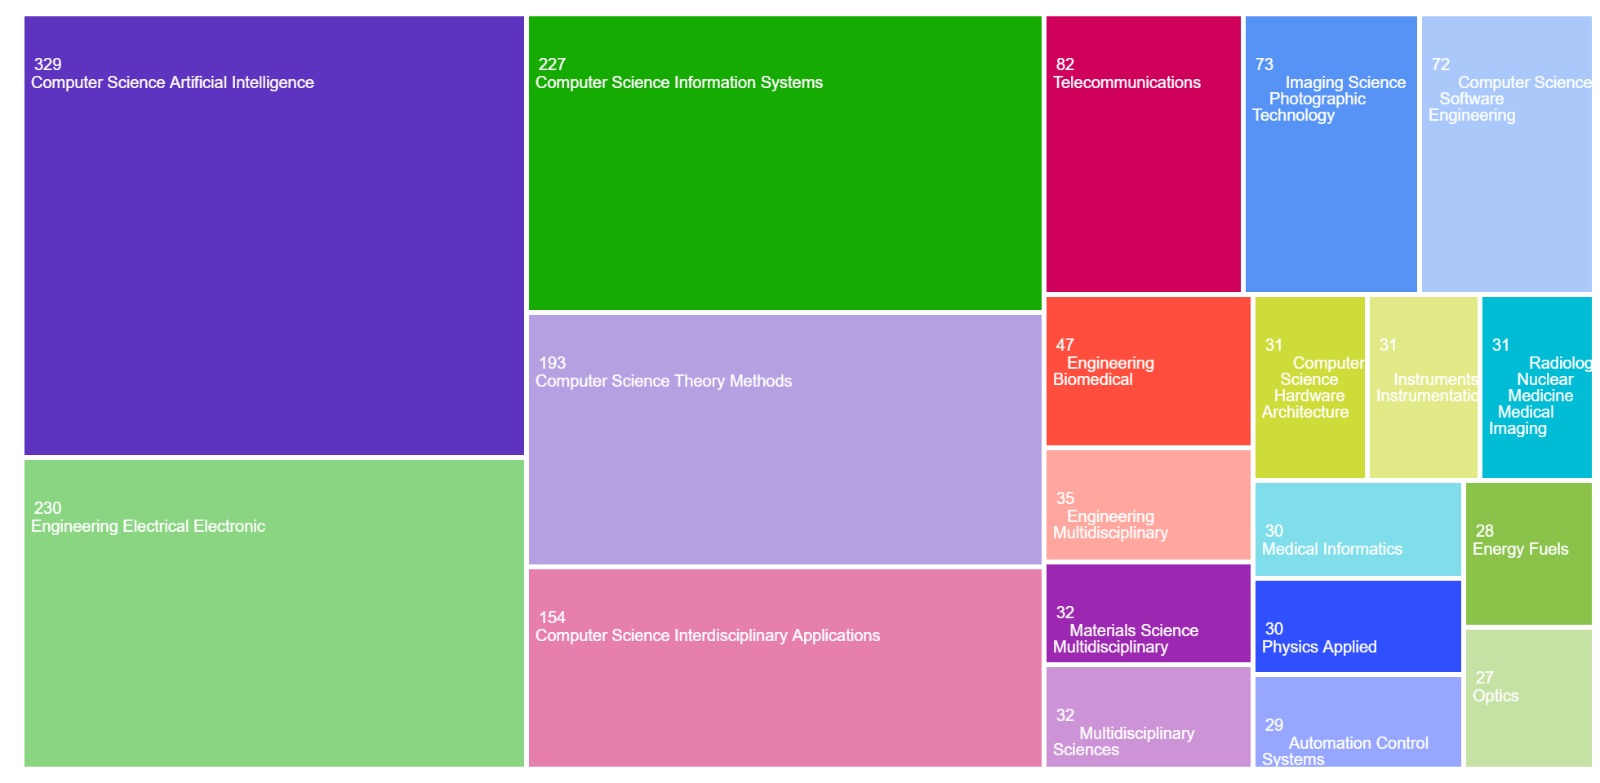 329
Computer Science Artificial Intelligence
230
Engineering Electrical Electronic
227
Computer Science Information Systems
193
Computer Science Theory Methods
154
Computer Science Interdisciplinary Applications
82
Telecommunications
73
Imaging Science
Photographic
Technology
72
Computer Science
Software
Engineering
47
Engineering
Biomedical
35
Engineering
Multidisciplinary
32
Materials Science
Multidisciplinary
32
Multidisciplinary
Sciences
31
Computer
Science
Hardware
Architecture
31
Instruments
Instrumentatio
31
Radiolog
Nuclear
Medicine
Medical
Imaging
30
Medical Informatics
30
Physics Applied
29
Automation Control
Systems
28
Energy Fuels
27
Optics